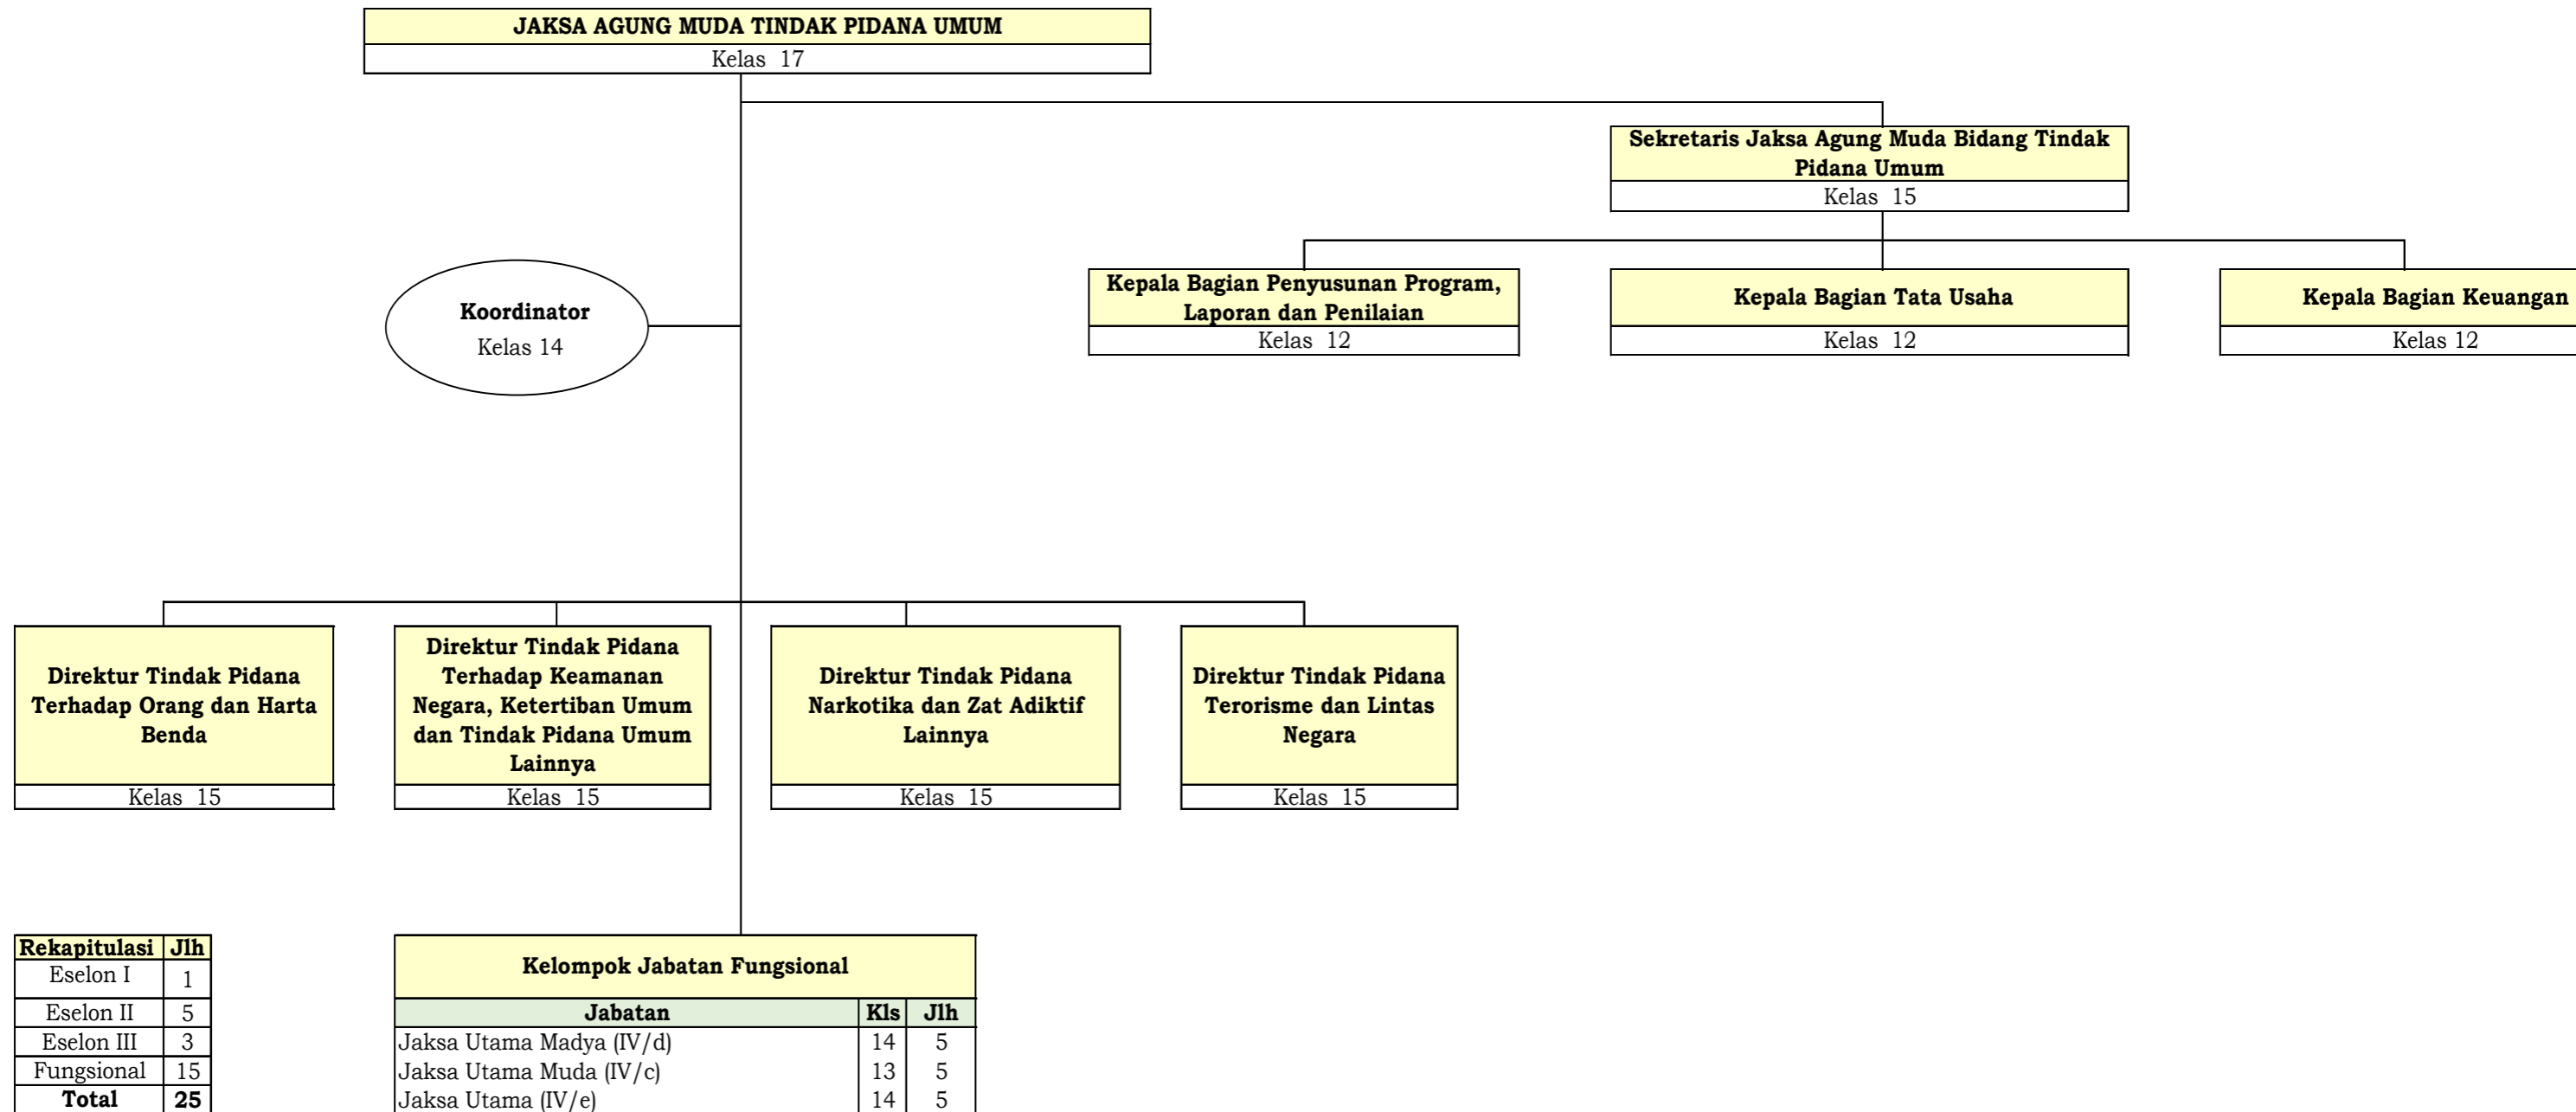 JAKSA AGUNG MUDA TINDAK PIDANA UMUM
Kelas 17
Sekretaris Jaksa Agung Muda Bidang Tindak
Pidana Umum
Kelas 15
Koordinator
Kelas 14
Kepala Bagian Penyusunan Program,
Laporan dan Penilaian
Kelas 12
Kepala Bagian Tata Usaha
Kelas 12
Kepala Bagian Keuangan
Kelas 12
Direktur Tindak Pidana
Terhadap Orang dan Harta
Benda
Kelas 15
Direktur Tindak Pidana
Terhadap Keamanan
Negara, Ketertiban Umum
dan Tindak Pidana Umum
Lainnya
Kelas 15
Direktur Tindak Pidana
Narkotika dan Zat Adiktif
Lainnya
Kelas 15
Direktur Tindak Pidana
Terorisme dan Lintas
Negara
Kelas 15
Rekapitulasi Jlh
Eselon I 1
Eselon II 5
Eselon III 3
Fungsional 15
Total 25
Kelompok Jabatan Fungsional
Jabatan Kls Jlh
Jaksa Utama Madya (IV/d) 14 5
Jaksa Utama Muda (IV/c) 13 5
Jaksa Utama (IV/e) 14 5